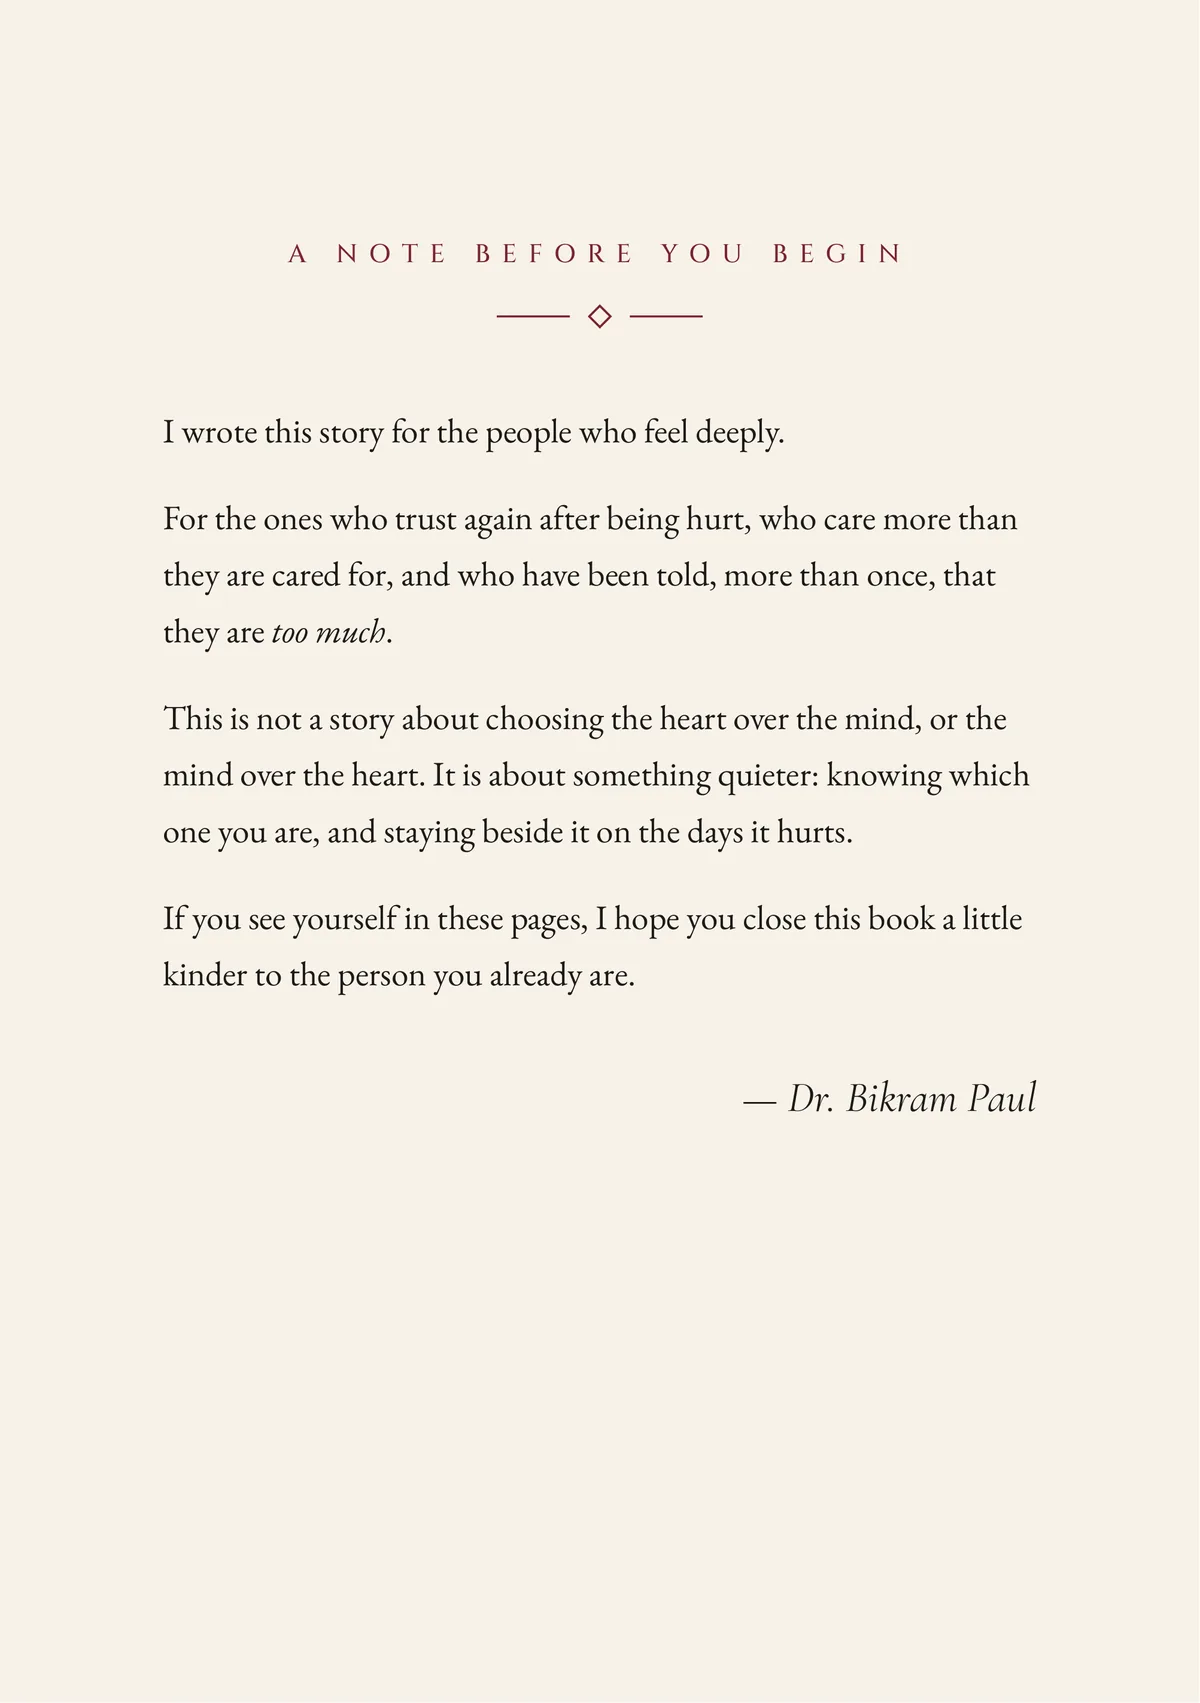 A NOTE BEFORE YOU BEGIN
I wrote this story for the people who feel deeply.
For the ones who trust again after being hurt, who care more than
they are cared for, and who have been told, more than once, that
they are too much.
This is not a story about choosing the heart over the mind, or the
mind over the heart. It is about something quieter: knowing which
one you are, and staying beside it on the days it hurts.
If you see yourself in these pages, I hope you close this book a little
kinder to the person you already are.
— Dr. Bikram Paul